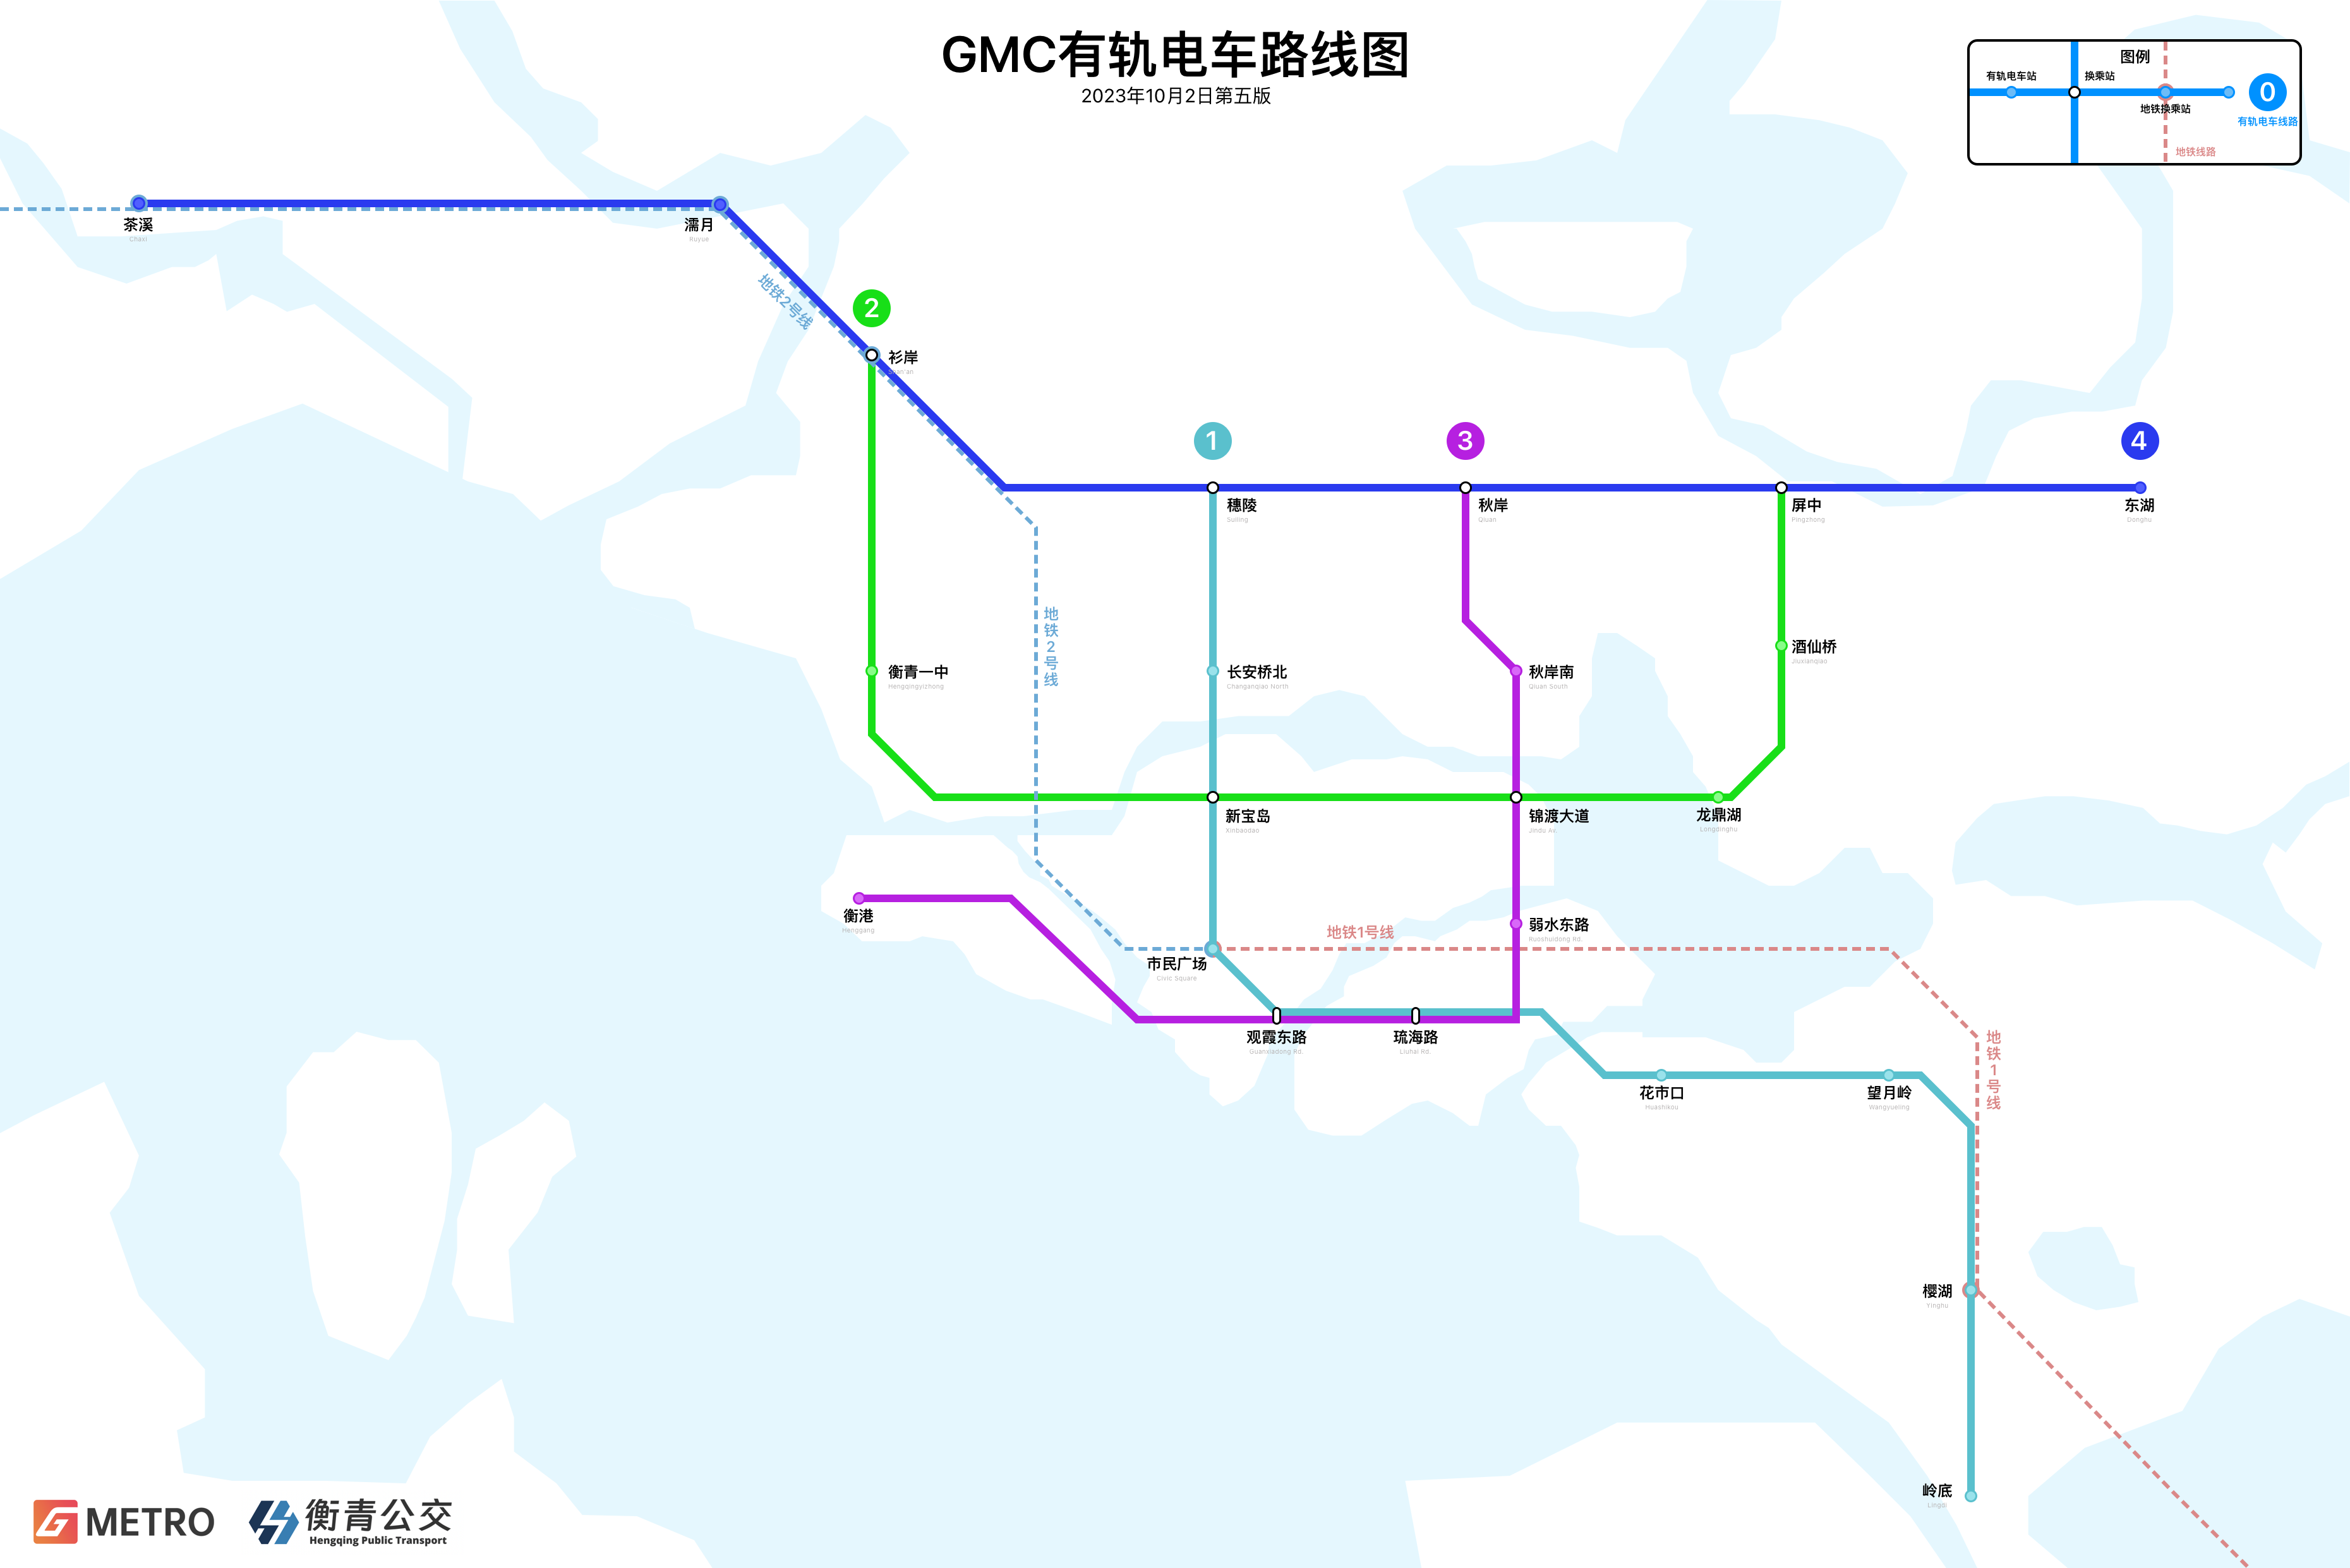 GMC有轨电车路线图
2023年10月2日第五版
图例
有轨电车站
换乘站
0
地铁换乘站
有轨电车线路
地铁线路
茶溪
Chaxi
濡月
Ruyue
地铁2号线
2
衫岸
Shan'an
1
3
4
穗陵
Suiling
秋岸
Qiuan
屏中
Pingzhong
东湖
Donghu
地铁2号线
衡青一中
Hengqingyizhong
长安桥北
Changanqiao North
秋岸南
Qiuan South
酒仙桥
Jiuxianqiao
新宝岛
Xinbaodao
锦渡大道
Jindu Av.
龙鼎湖
Longdinghu
衡港
Henggang
地铁1号线
弱水东路
Ruoshuidong Rd.
市民广场
Civic Square
观霞东路
Guanxiadong Rd.
琉海路
Liuhai Rd.
地铁1号线
花市口
Huashikou
望月岭
Wangyueling
樱湖
Yinghu
岭底
Lingdi
METRO
衡青公交
Hengqing Public Transport